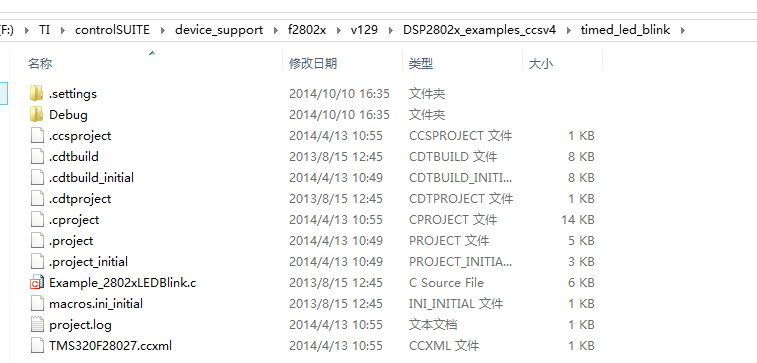 (F:) ▸ TI ▸ controlSUITE ▸ device_support ▸ f2802x ▸ v129 ▸ DSP2802x_examples_ccsv4 ▸ timed_led_blink ▸
名称 修改日期 类型 大小
.settings 2014/10/10 16:35 文件夹
Debug 2014/10/10 16:35 文件夹
.ccsproject 2014/4/13 10:55 CCSPROJECT 文件 1 KB
.cdtbuild 2013/8/15 12:45 CDTBUILD 文件 8 KB
.cdtbuild_initial 2014/4/13 10:49 CDTBUILD_INITI... 8 KB
.cdtproject 2013/8/15 12:45 CDTPROJECT 文件 1 KB
.cproject 2014/4/13 10:55 CPROJECT 文件 14 KB
.project 2014/4/13 10:49 PROJECT 文件 5 KB
.project_initial 2014/4/13 10:49 PROJECT_INITIA... 3 KB
Example_2802xLEDBlink.c 2013/8/15 12:45 C Source File 6 KB
macros.ini_initial 2013/8/15 12:45 INI_INITIAL 文件 1 KB
project.log 2014/4/13 10:55 文本文档 1 KB
TMS320F28027.ccxml 2014/4/13 10:55 CCXML 文件 1 KB